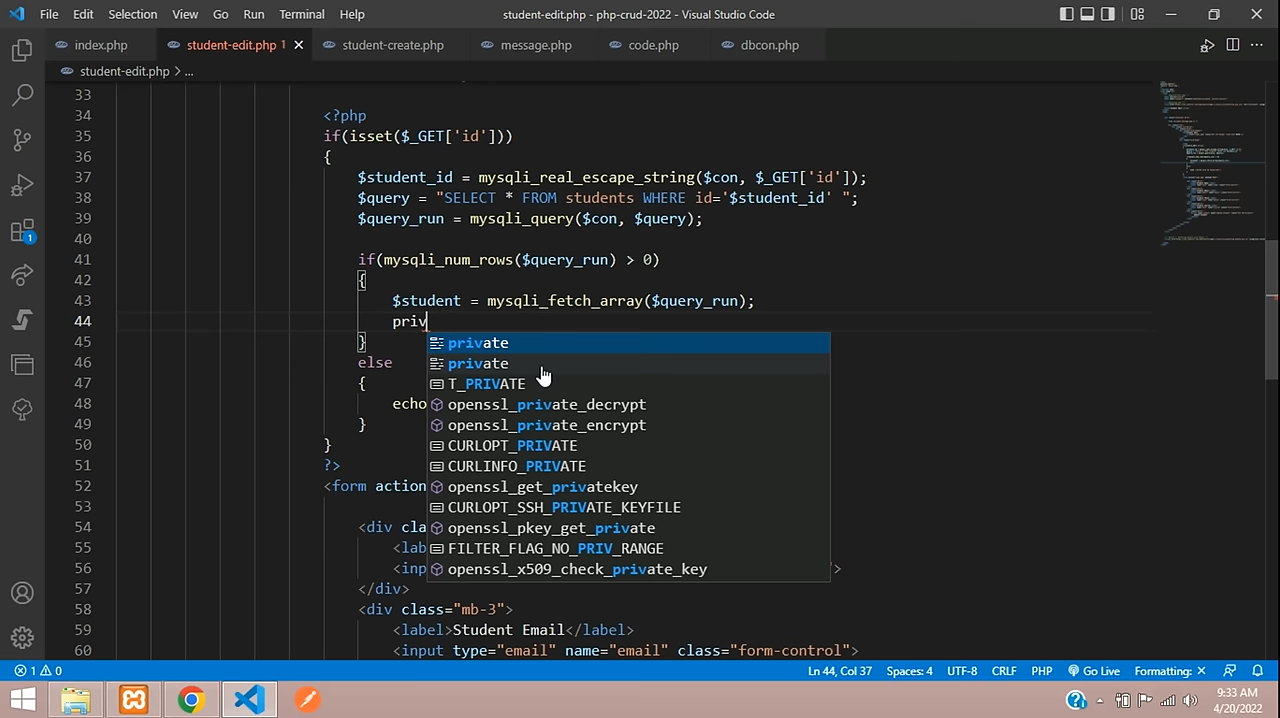 File Edit Selection View Go Run Terminal Help student-edit.php - php-crud-2022 - Visual Studio Code
index.php student-edit.php 1 student-create.php message.php code.php dbcon.php
student-edit.php > ...
33
34 <?php
35 if(isset($_GET['id']))
36 {
37 $student_id = mysqli_real_escape_string($con, $_GET['id']);
38 $query = "SELECT * FROM students WHERE id='$student_id' ";
39 $query_run = mysqli_query($con, $query);
40
41 if(mysqli_num_rows($query_run) > 0)
42 {
43 $student = mysqli_fetch_array($query_run);
44 priv
private
45 }
private
46 else
T_PRIVATE
47 {
openssl_private_decrypt
48 echo
openssl_private_encrypt
49 }
CURLOPT_PRIVATE
50 }
CURLINFO_PRIVATE
51 ?>
openssl_get_privatekey
52 <form action
CURLOPT_SSH_PRIVATE_KEYFILE
53
openssl_pkey_get_private
54 <div cla
FILTER_FLAG_NO_PRIV_RANGE
55 <lab
openssl_x509_check_private_key
56 <inp >
57 </div>
58 <div class="mb-3">
59 <label>Student Email</label>
60 <input type="email" name="email" class="form-control">
1 0 Ln 44, Col 37 Spaces: 4 UTF-8 CRLF PHP Go Live Formatting: ×
9:33 AM
4/20/2022